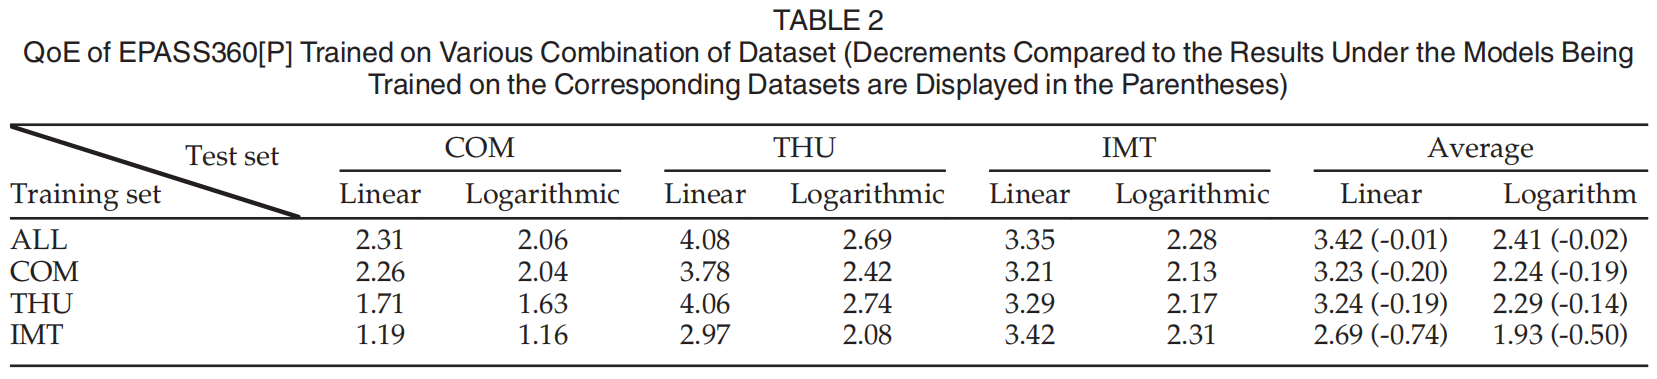 TABLE 2
QoE of EPASS360[P] Trained on Various Combination of Dataset (Decrements Compared to the Results Under the Models Being
Trained on the Corresponding Datasets are Displayed in the Parentheses)
Test set COM THU IMT Average
Training set Linear Logarithmic Linear Logarithmic Linear Logarithmic Linear Logarithm
ALL 2.31 2.06 4.08 2.69 3.35 2.28 3.42 (-0.01) 2.41 (-0.02)
COM 2.26 2.04 3.78 2.42 3.21 2.13 3.23 (-0.20) 2.24 (-0.19)
THU 1.71 1.63 4.06 2.74 3.29 2.17 3.24 (-0.19) 2.29 (-0.14)
IMT 1.19 1.16 2.97 2.08 3.42 2.31 2.69 (-0.74) 1.93 (-0.50)